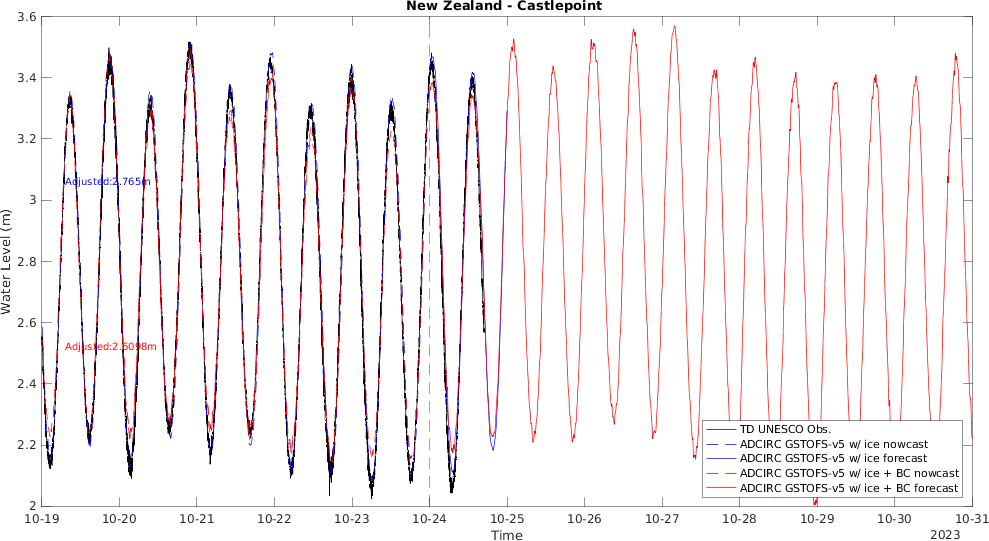 New Zealand - Castlepoint
3.6
3.4
3.2
3
2.8
2.6
2.4
2.2
2
Water Level (m)
Adjusted:2.765m
Adjusted:2.6098m
TD UNESCO Obs.
ADCIRC GSTOFS-v5 w/ ice nowcast
ADCIRC GSTOFS-v5 w/ ice forecast
ADCIRC GSTOFS-v5 w/ ice + BC nowcast
ADCIRC GSTOFS-v5 w/ ice + BC forecast
10-19 10-20 10-21 10-22 10-23 10-24 10-25 10-26 10-27 10-28 10-29 10-30 10-31
Time
2023